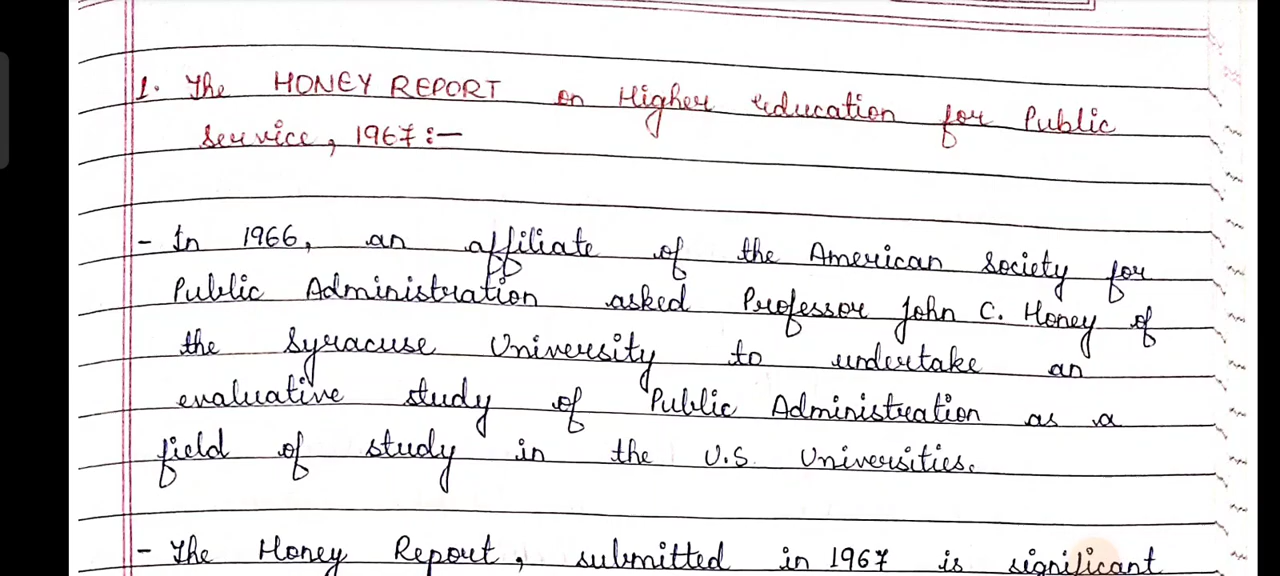 1. The HONEY REPORT on Higher education for Public
Service, 1967 :-
- In 1966, an affiliate of the American Society for
Public Administration asked Professor John C. Honey of
the Syracuse University to undertake an
evaluative study of Public Administration as a
field of study in the U.S. Universities.
- The Honey Report, submitted in 1967 is significant